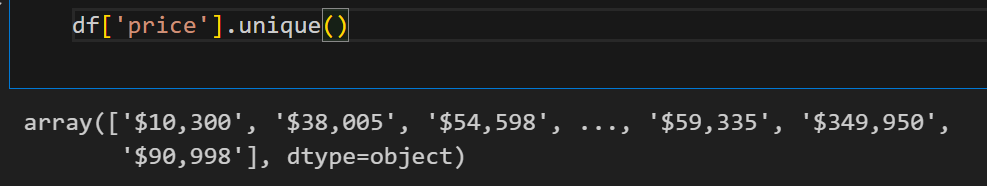 df['price'].unique()
array(['$10,300', '$38,005', '$54,598', ..., '$59,335', '$349,950',
'$90,998'], dtype=object)